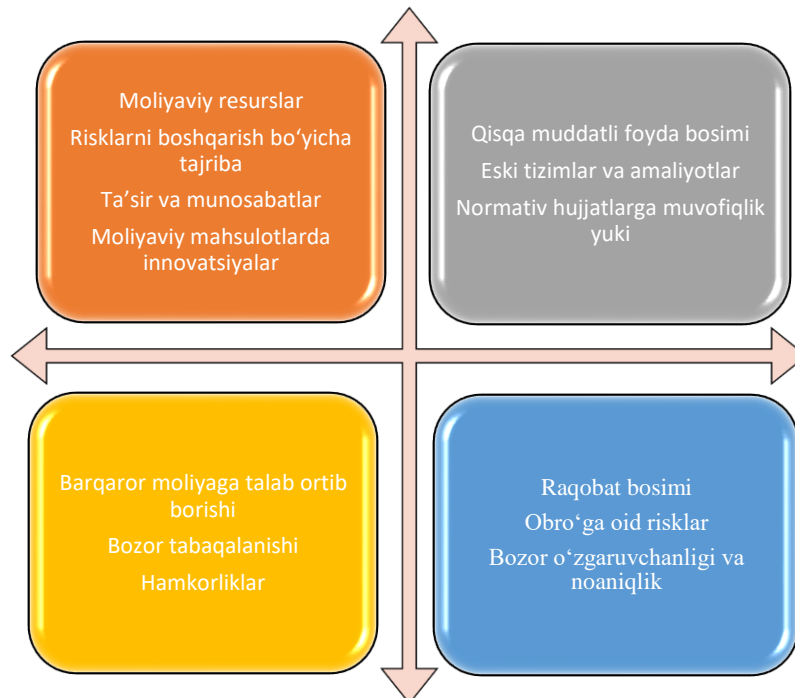 Moliyaviy resurslar
Risklarni boshqarish bo‘yicha
tajriba
Ta’sir va munosabatlar
Moliyaviy mahsulotlarda
innovatsiyalar
Qisqa muddatli foyda bosimi
Eski tizimlar va amaliyotlar
Normativ hujjatlarga muvofiqlik
yuki
Barqaror moliyaga talab ortib
borishi
Bozor tabaqalanishi
Hamkorliklar
Raqobat bosimi
Obro‘ga oid risklar
Bozor o‘zgaruvchanligi va
noaniqlik